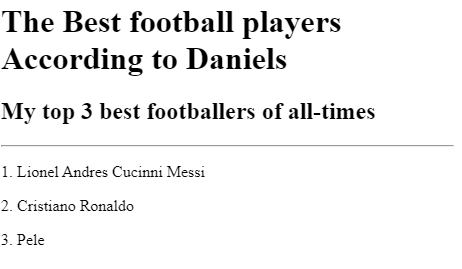 The Best football players
According to Daniels
My top 3 best footballers of all-times
1. Lionel Andres Cucinni Messi
2. Cristiano Ronaldo
3. Pele